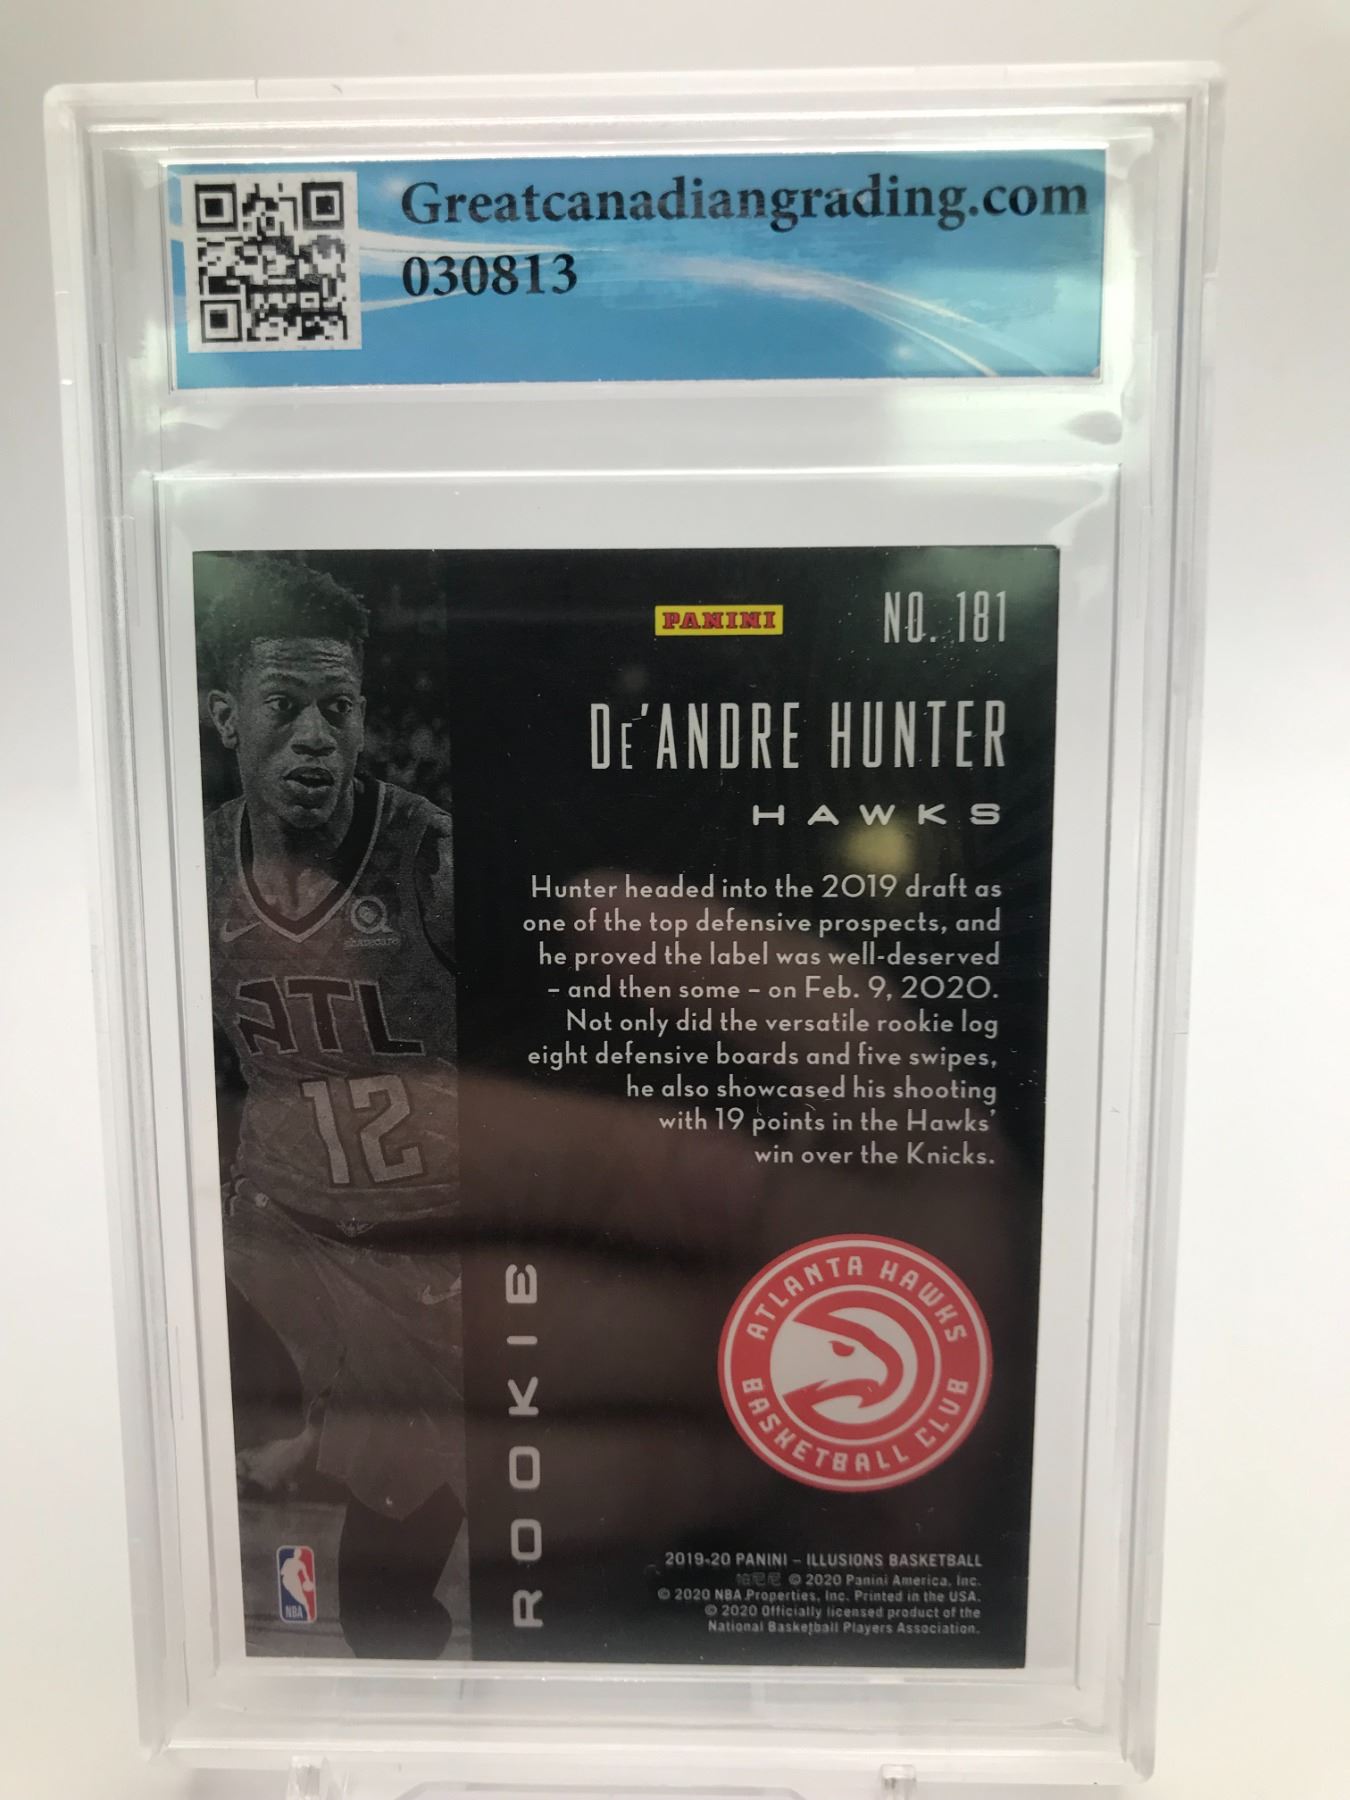 Greatcanadiangrading.com
030813
PANINI
NO. 181
De'ANDRE HUNTER
HAWKS
Hunter headed into the 2019 draft as
one of the top defensive prospects, and
he proved the label was well-deserved
– and then some – on Feb. 9, 2020.
Not only did the versatile rookie log
eight defensive boards and five swipes,
he also showcased his shooting
with 19 points in the Hawks'
win over the Knicks.
sharecare
ATL
12
ROOKIE
ATLANTA HAWKS
BASKETBALL CLUB
NBA
2019-20 PANINI – ILLUSIONS BASKETBALL
帕尼尼 © 2020 Panini America, Inc.
© 2020 NBA Properties, Inc. Printed in the USA.
© 2020 Officially licensed product of the
National Basketball Players Association.